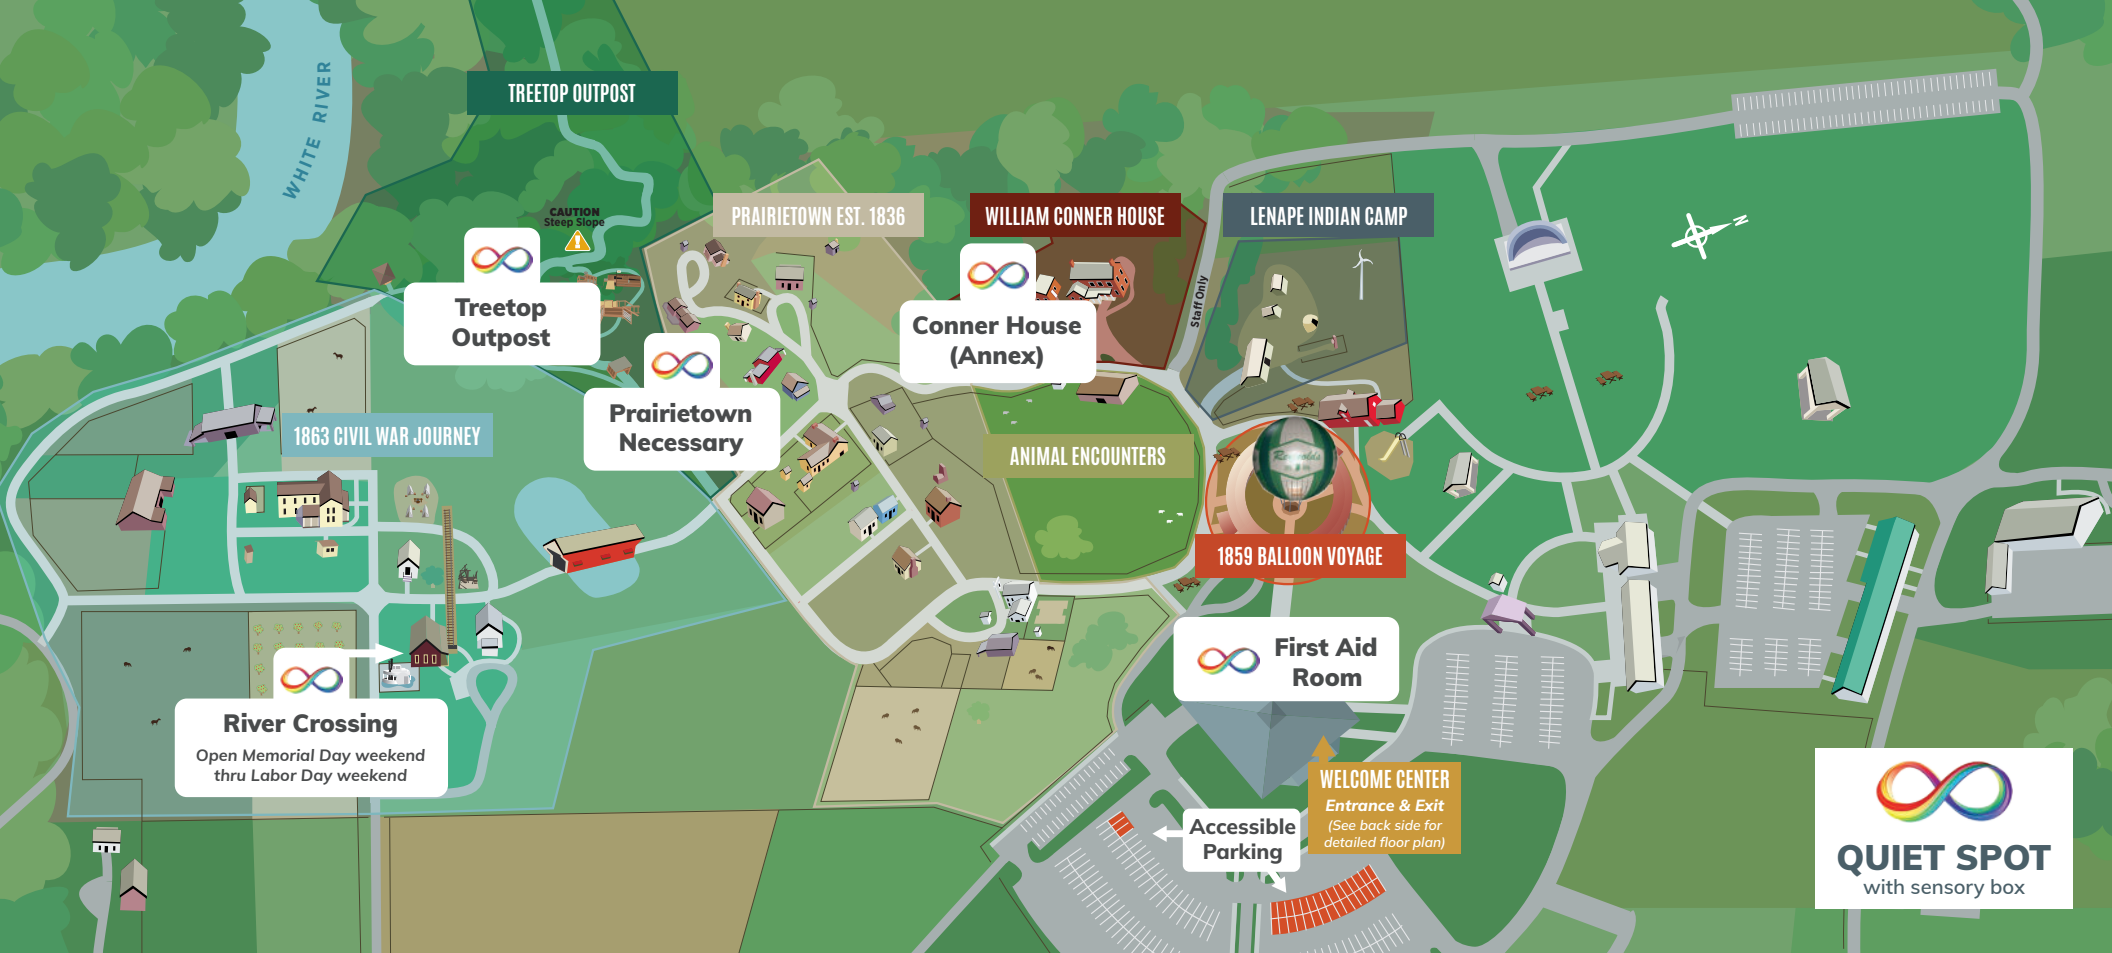 WHITE RIVER
TREETOP OUTPOST
CAUTION
Steep Slope
PRAIRIETOWN EST. 1836
WILLIAM CONNER HOUSE
LENAPE INDIAN CAMP
N
Staff Only
Treetop
Outpost
Conner House
(Annex)
Prairietown
Necessary
1863 CIVIL WAR JOURNEY
ANIMAL ENCOUNTERS
Reynolds
1859 BALLOON VOYAGE
First Aid
Room
River Crossing
Open Memorial Day weekend
thru Labor Day weekend
WELCOME CENTER
Entrance & Exit
(See back side for
detailed floor plan)
Accessible
Parking
QUIET SPOT
with sensory box